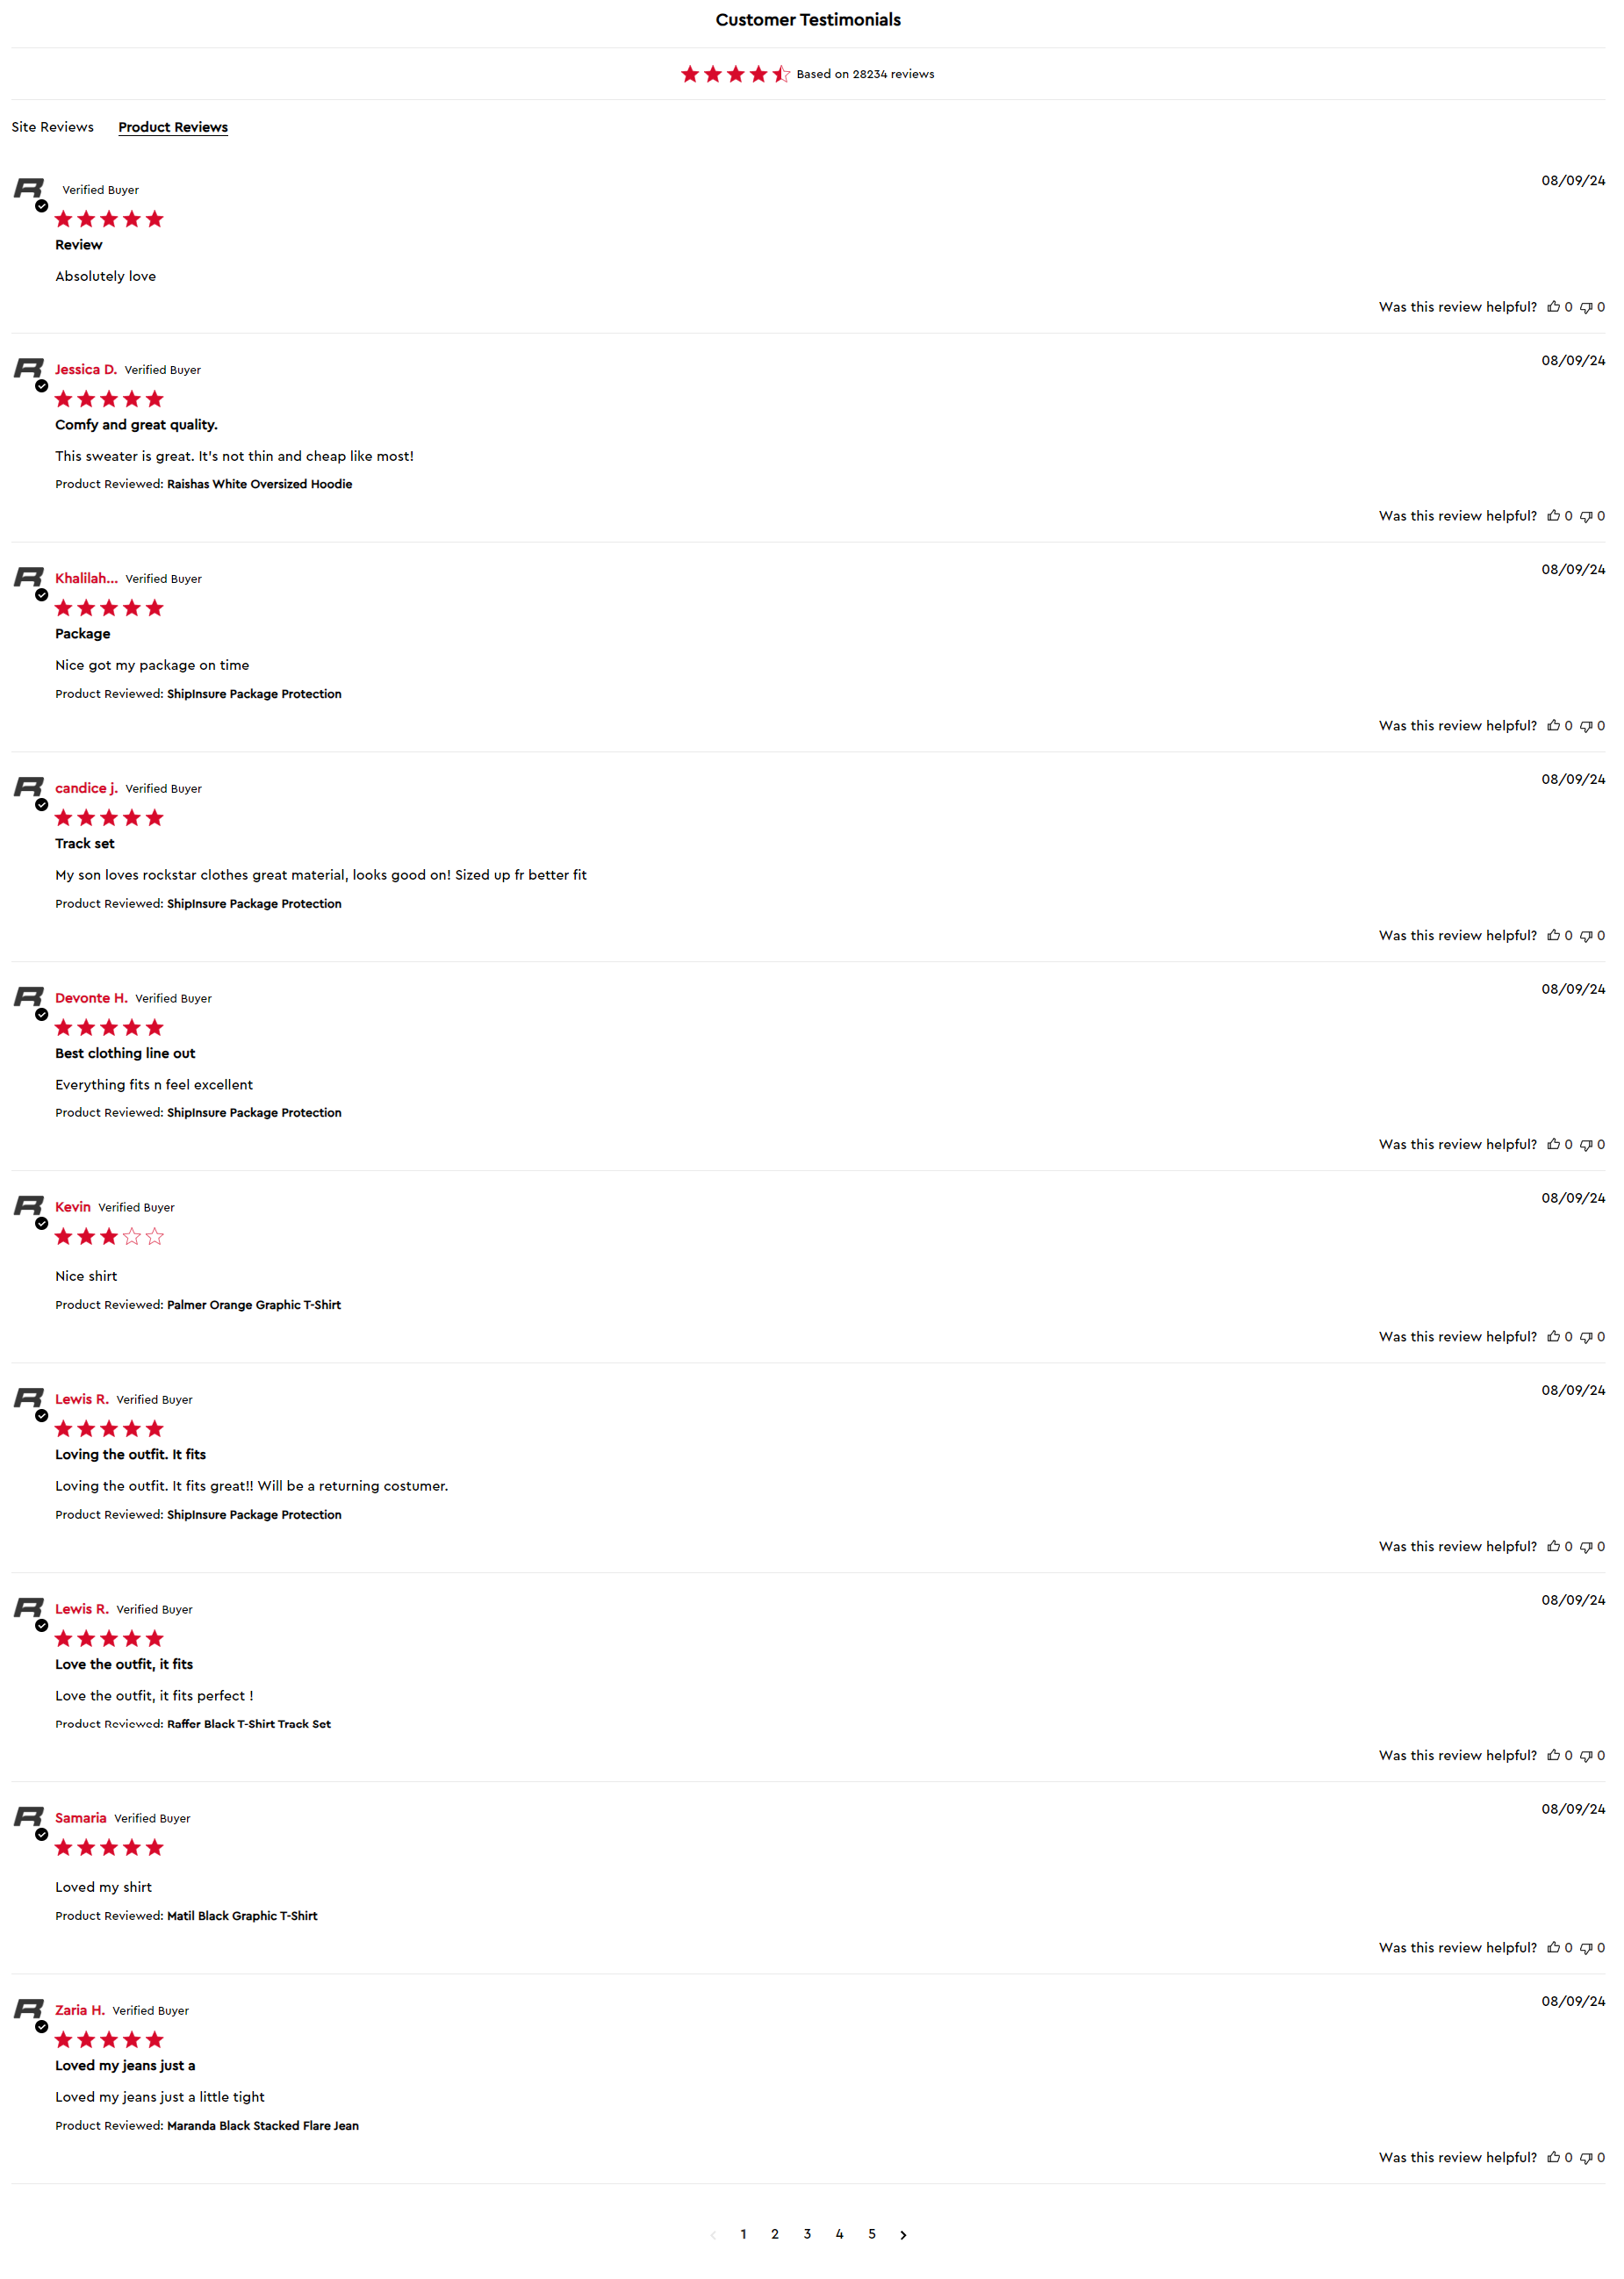 Customer Testimonials
Based on 28234 reviews
Site Reviews Product Reviews
R Verified Buyer 08/09/24
Review
Absolutely love
Was this review helpful? 0 0
R Jessica D. Verified Buyer 08/09/24
Comfy and great quality.
This sweater is great. It's not thin and cheap like most!
Product Reviewed: Raishas White Oversized Hoodie
Was this review helpful? 0 0
R Khalilah... Verified Buyer 08/09/24
Package
Nice got my package on time
Product Reviewed: ShipInsure Package Protection
Was this review helpful? 0 0
R candice j. Verified Buyer 08/09/24
Track set
My son loves rockstar clothes great material, looks good on! Sized up fr better fit
Product Reviewed: ShipInsure Package Protection
Was this review helpful? 0 0
R Devonte H. Verified Buyer 08/09/24
Best clothing line out
Everything fits n feel excellent
Product Reviewed: ShipInsure Package Protection
Was this review helpful? 0 0
R Kevin Verified Buyer 08/09/24
Nice shirt
Product Reviewed: Palmer Orange Graphic T-Shirt
Was this review helpful? 0 0
R Lewis R. Verified Buyer 08/09/24
Loving the outfit. It fits
Loving the outfit. It fits great!! Will be a returning costumer.
Product Reviewed: ShipInsure Package Protection
Was this review helpful? 0 0
R Lewis R. Verified Buyer 08/09/24
Love the outfit, it fits
Love the outfit, it fits perfect !
Product Reviewed: Raffer Black T-Shirt Track Set
Was this review helpful? 0 0
R Samaria Verified Buyer 08/09/24
Loved my shirt
Product Reviewed: Matil Black Graphic T-Shirt
Was this review helpful? 0 0
R Zaria H. Verified Buyer 08/09/24
Loved my jeans just a
Loved my jeans just a little tight
Product Reviewed: Maranda Black Stacked Flare Jean
Was this review helpful? 0 0
‹ 1 2 3 4 5 ›